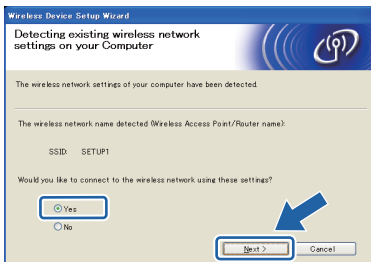 Wireless Device Setup Wizard
Detecting existing wireless network
settings on your Computer
The wireless network settings of your computer have been detected.
The wireless network name detected (Wireless Access Point/Router name):
SSID: SETUP1
Would you like to connect to the wireless network using these settings?
Yes
No
Next > Cancel